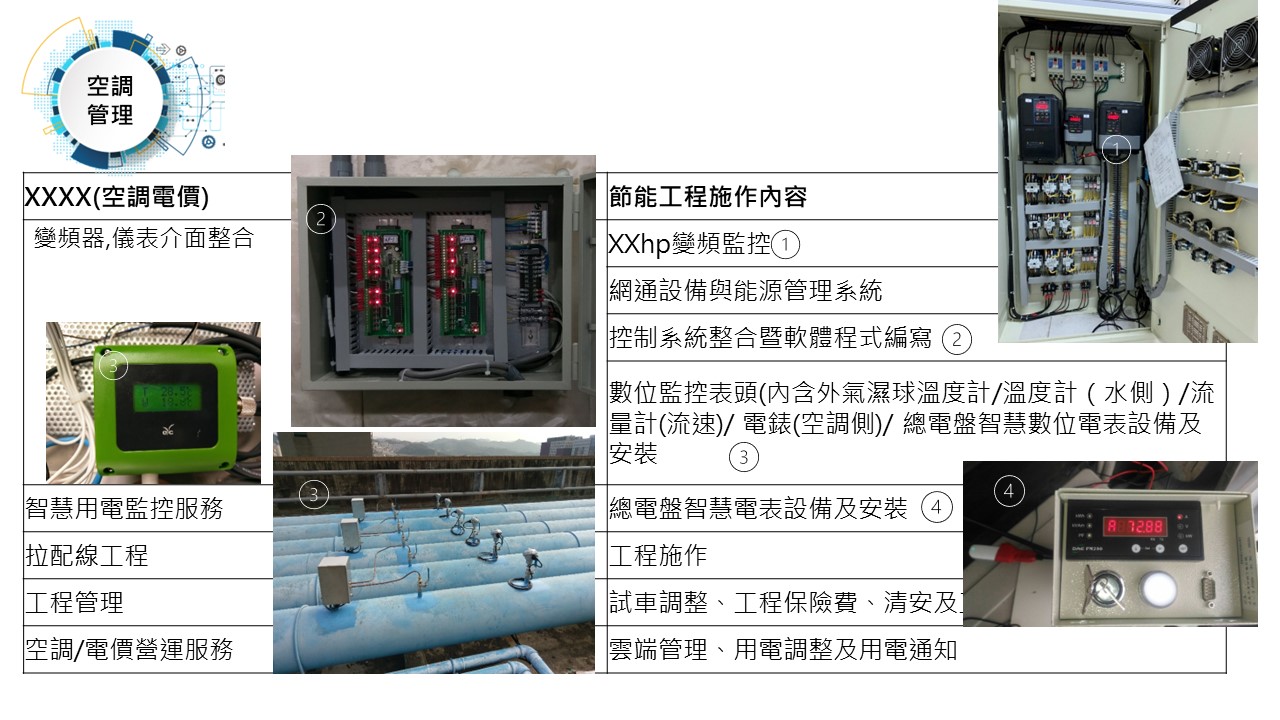 空調
管理
XXXX(空調電價)
節能工程施作內容
變頻器,儀表介面整合
XXhp變頻監控①
網通設備與能源管理系統
控制系統整合暨軟體程式編寫 ②
數位監控表頭(內含外氣濕球溫度計/溫度計（水側）/流
量計(流速)/ 電錶(空調側)/ 總電盤智慧數位電表設備及
安裝 ③
智慧用電監控服務
總電盤智慧電表設備及安裝 ④
拉配線工程
工程施作
工程管理
試車調整、工程保險費、清安及
空調/電價營運服務
雲端管理、用電調整及用電通知
①
②
③
③
④
A 72.88